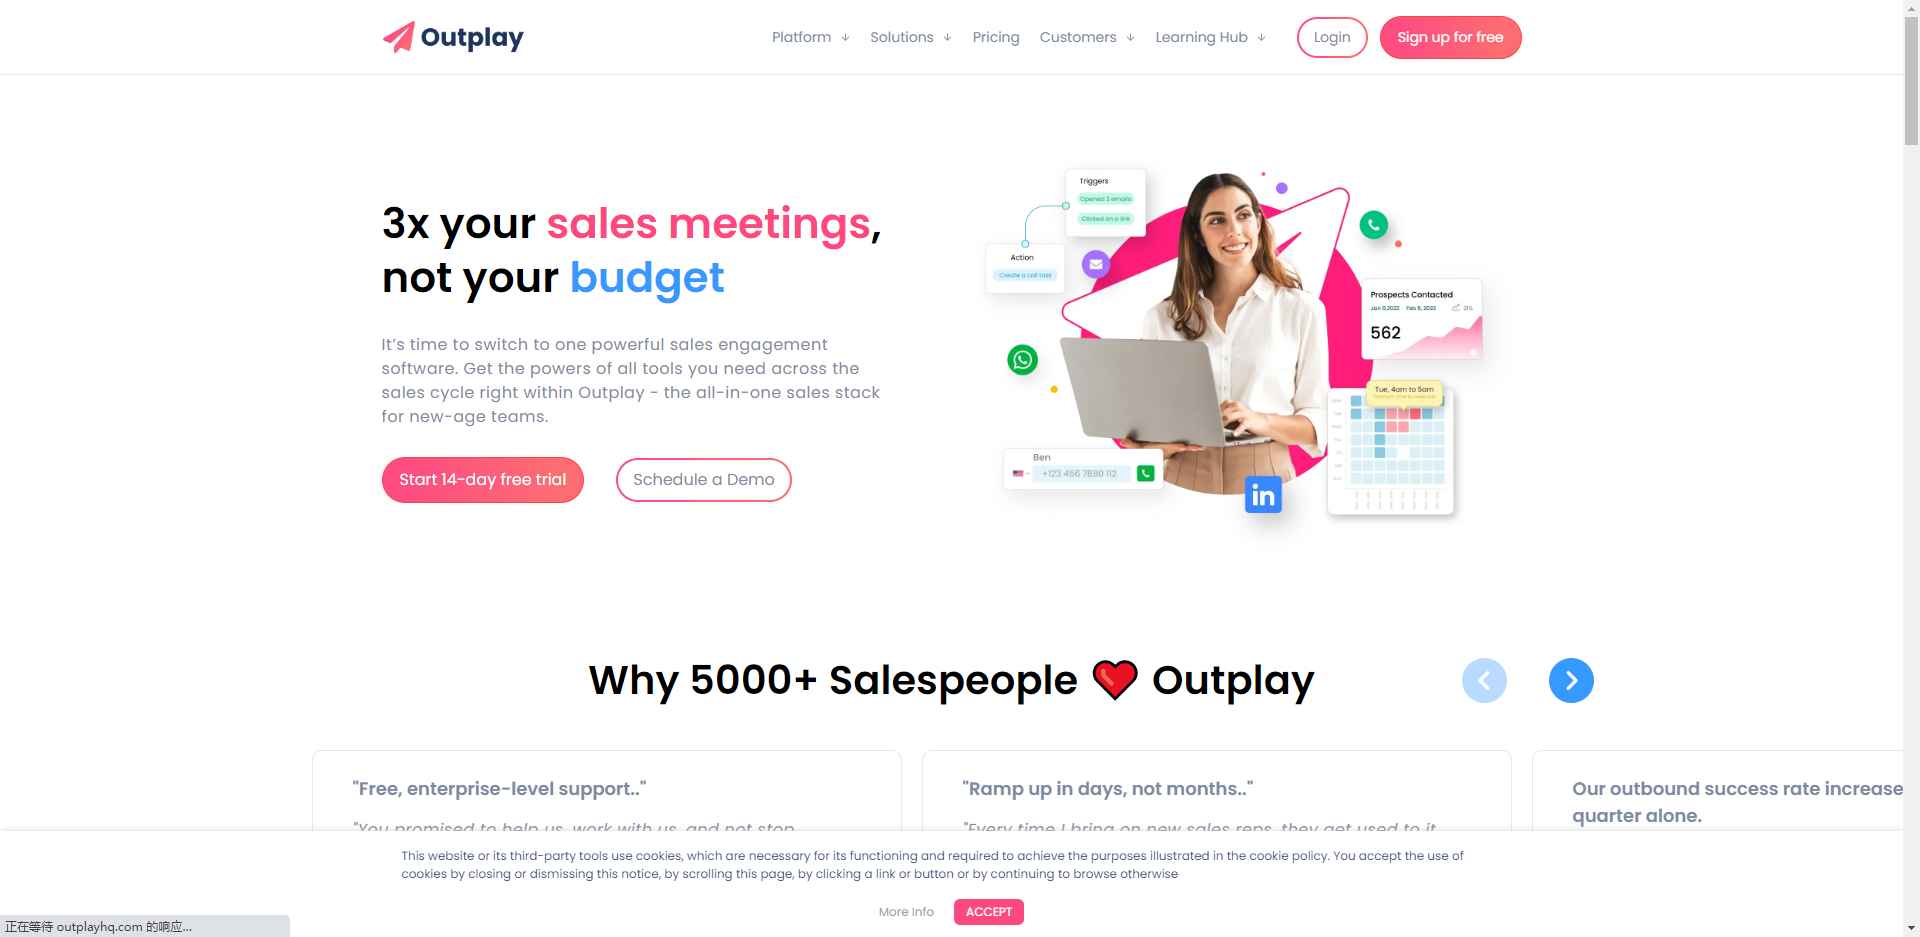 Outplay
Platform
Solutions
Pricing
Customers
Learning Hub
Login
Sign up for free
3x your sales meetings,
not your budget
It's time to switch to one powerful sales engagement
software. Get the powers of all tools you need across the
sales cycle right within Outplay - the all-in-one sales stack
for new-age teams.
Start 14-day free trial
Schedule a Demo
Triggers
Opened 3 emails
Clicked on a link
Action
Create a call task
Prospects Contacted
562
Tue, 4am to 5am
Ben
+123 456 7890 112
in
Why 5000+ Salespeople ❤ Outplay
"Free, enterprise-level support.."
"You promised to help us, work with us, and not stop
"Ramp up in days, not months.."
"Every time I bring on new sales reps, they get used to it
Our outbound success rate increase
quarter alone.
This website or its third-party tools use cookies, which are necessary for its functioning and required to achieve the purposes illustrated in the cookie policy. You accept the use of
cookies by closing or dismissing this notice, by scrolling this page, by clicking a link or button or by continuing to browse otherwise
More Info
ACCEPT
正在等待 outplayhq.com 的响应...